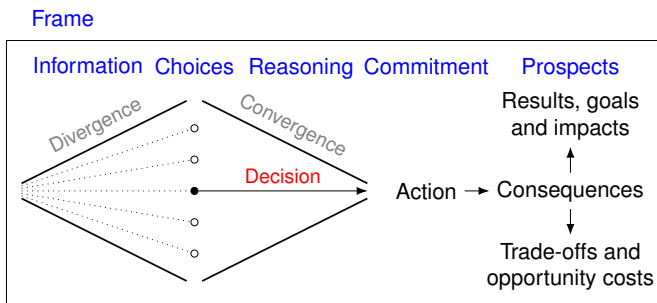 Frame
Information Choices Reasoning Commitment Prospects
Divergence
Convergence
Results, goals
and impacts
Decision
Action
Consequences
Trade-offs and
opportunity costs